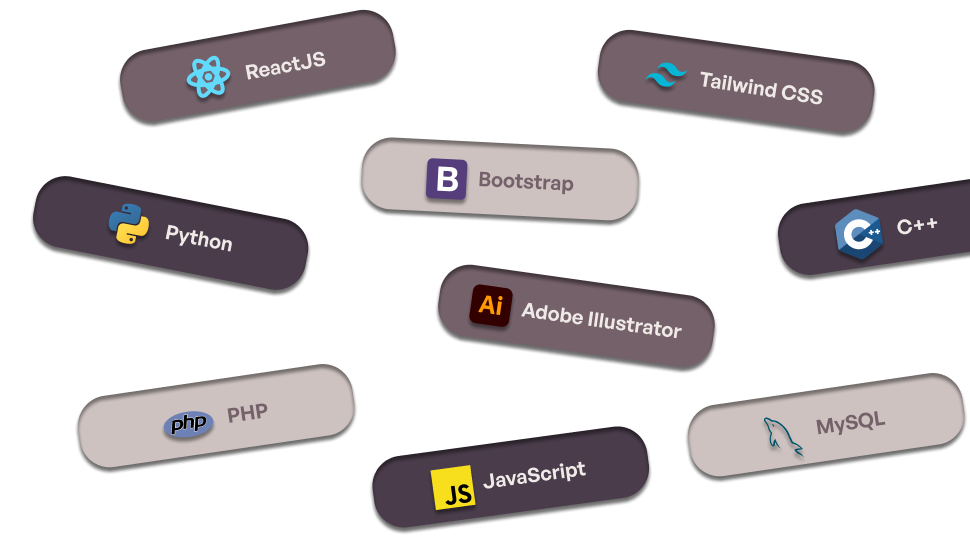 ReactJS
Tailwind CSS
B Bootstrap
Python
C++ C++
Ai Adobe Illustrator
php PHP
MySQL
JS JavaScript